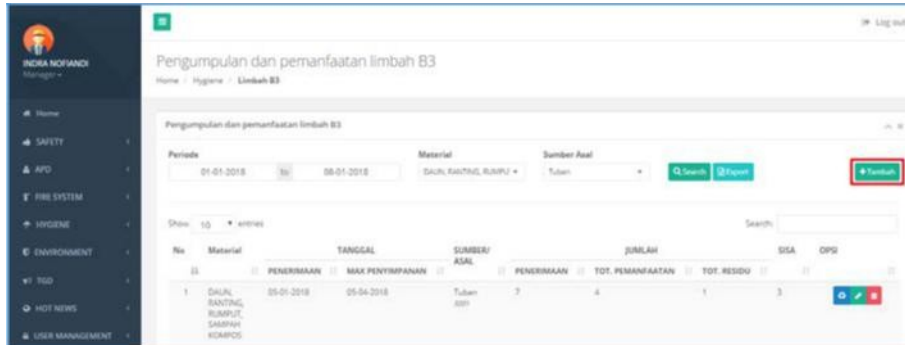 Log out
INDRA NOFIANDI
Manager
Pengumpulan dan pemanfaatan limbah B3
Home / Hygiene / Limbah B3
Home
SAFETY
APD
FIRE SYSTEM
HYGIENE
ENVIRONMENT
TGD
HOT NEWS
USER MANAGEMENT
Pengumpulan dan pemanfaatan limbah B3
Periode Material Sumber Asal
01-01-2018 to 08-01-2018 DAUN, RANTING, RUMPU Tuban Search Export +Tambah
Show 10 entries Search:
No Material TANGGAL SUMBER/ JUMLAH SISA OPSI
ASAL
PENERIMAAN MAX PENYIMPANAN PENERIMAAN TOT. PEMANFAATAN TOT. RESIDU
1 DAUN, 05-01-2018 05-04-2018 Tuban 7 4 1 3
RANTING,
RUMPUT,
SAMPAH
KOMPOS